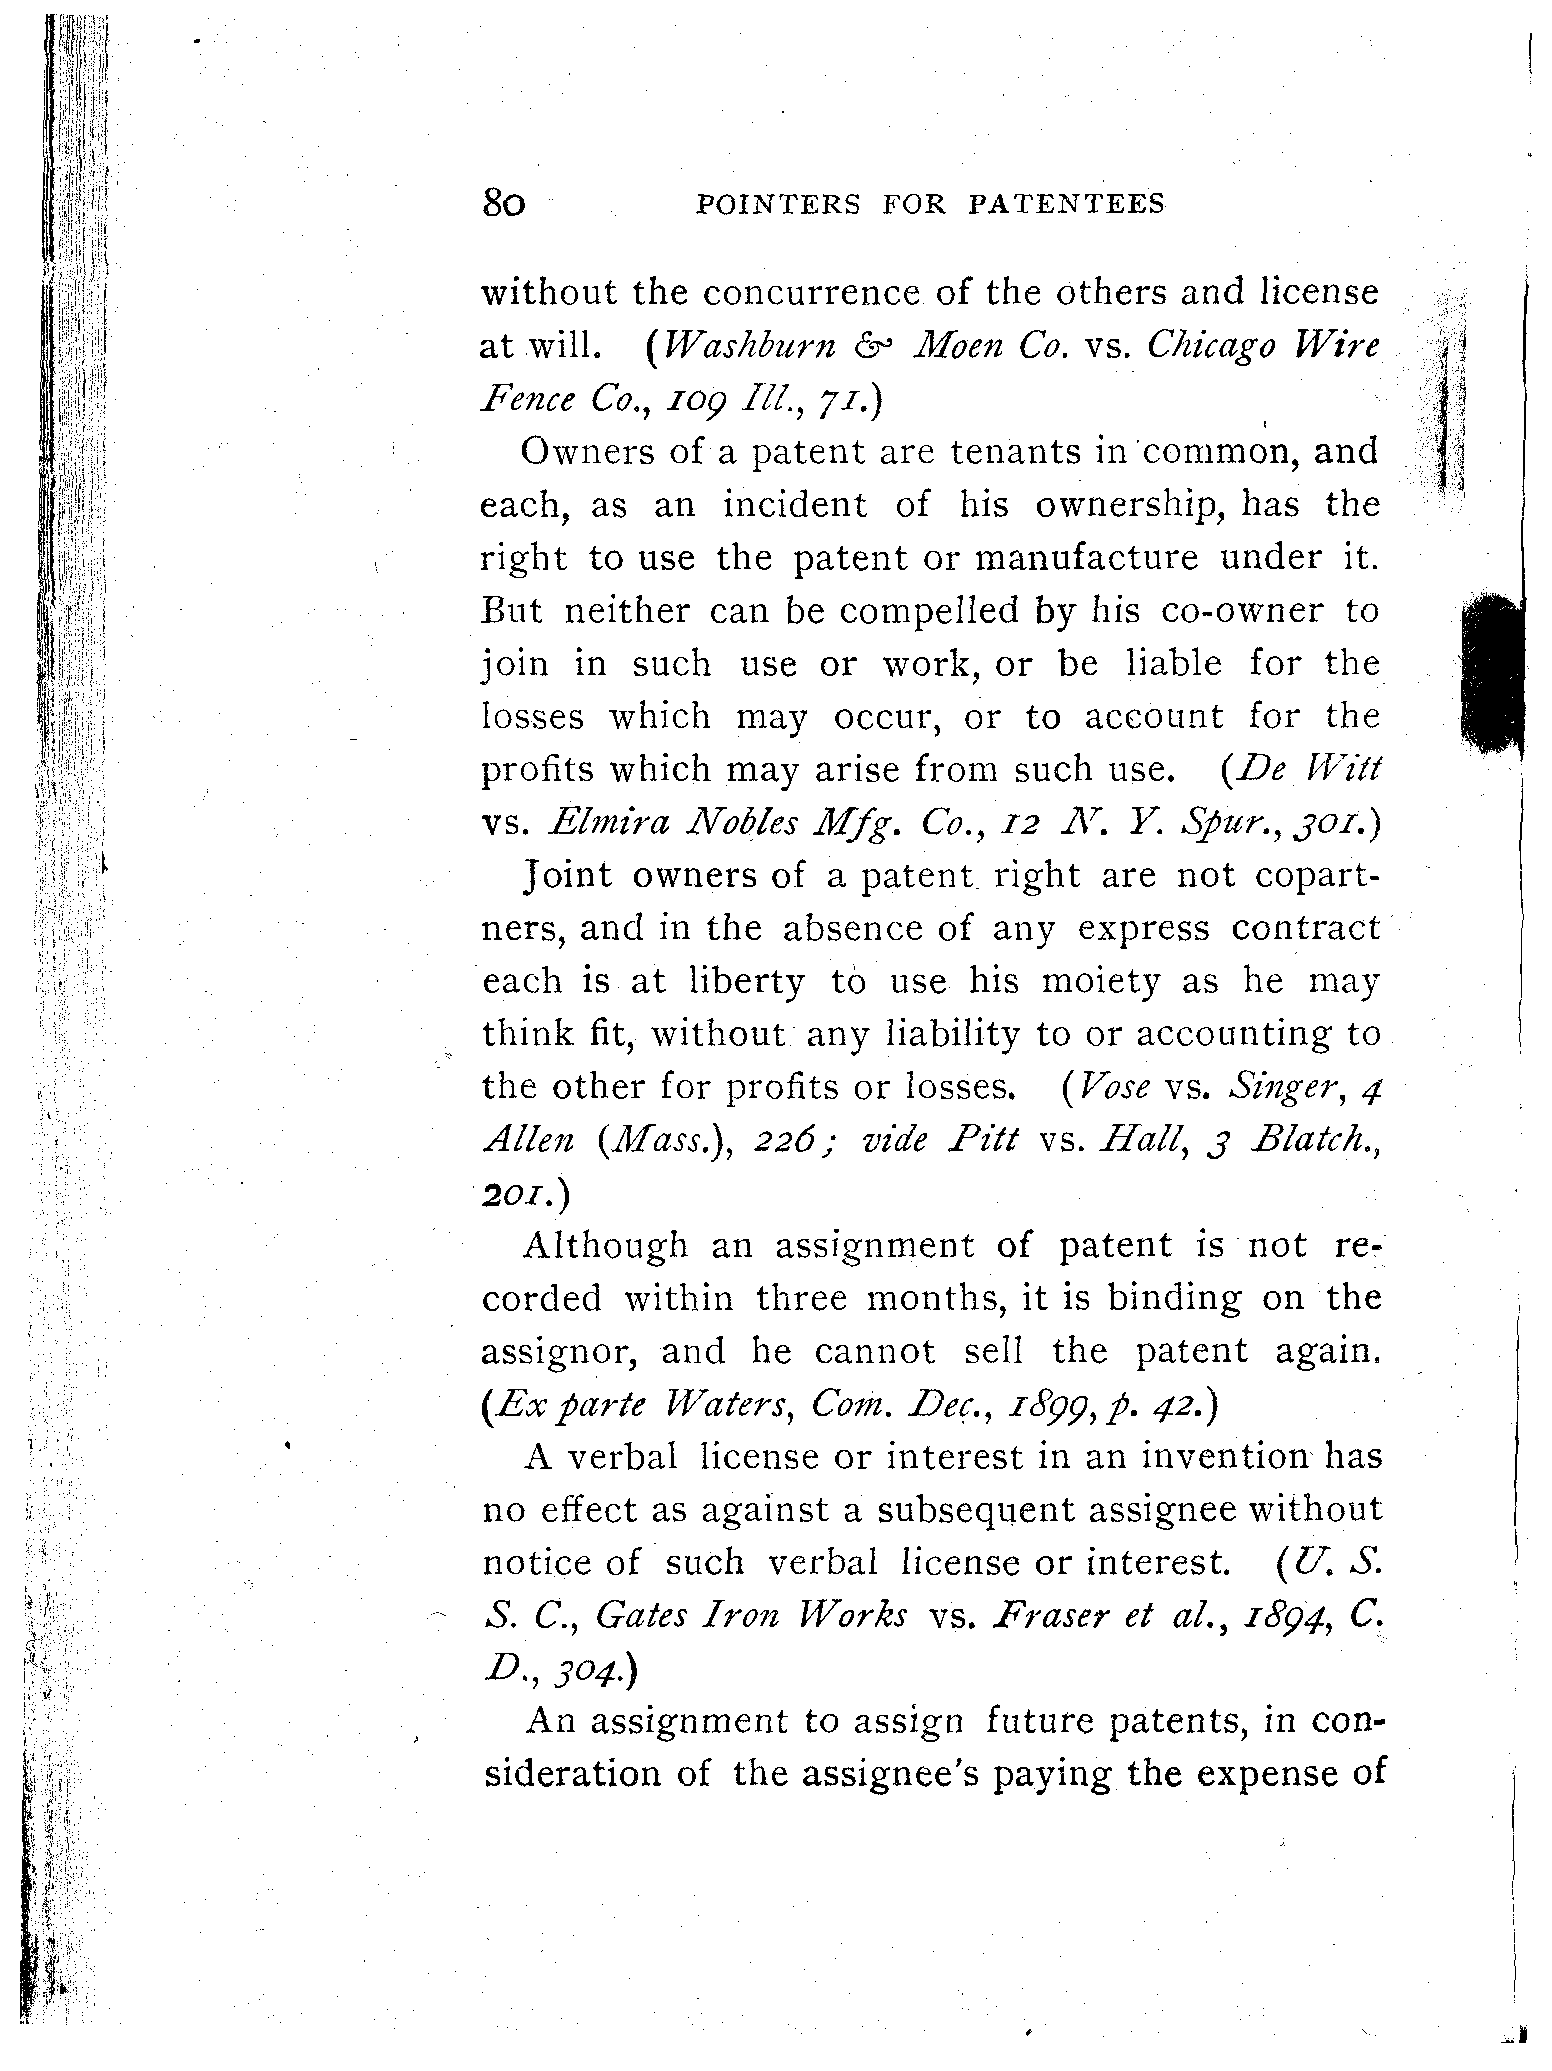 80 POINTERS FOR PATENTEES
without the concurrence of the others and license
at will. (Washburn & Moen Co. vs. Chicago Wire
Fence Co., 109 Ill., 71.)
Owners of a patent are tenants in common, and
each, as an incident of his ownership, has the
right to use the patent or manufacture under it.
But neither can be compelled by his co-owner to
join in such use or work, or be liable for the
losses which may occur, or to account for the
profits which may arise from such use. (De Witt
vs. Elmira Nobles Mfg. Co., 12 N. Y. Spur., 301.)
Joint owners of a patent right are not copart-
ners, and in the absence of any express contract
each is at liberty to use his moiety as he may
think fit, without any liability to or accounting to
the other for profits or losses. (Vose vs. Singer, 4
Allen (Mass.), 226; vide Pitt vs. Hall, 3 Blatch.,
201.)
Although an assignment of patent is not re-
corded within three months, it is binding on the
assignor, and he cannot sell the patent again.
(Ex parte Waters, Com. Dec., 1899, p. 42.)
A verbal license or interest in an invention has
no effect as against a subsequent assignee without
notice of such verbal license or interest. (U. S.
S. C., Gates Iron Works vs. Fraser et al., 1894, C.
D., 304.)
An assignment to assign future patents, in con-
sideration of the assignee's paying the expense of